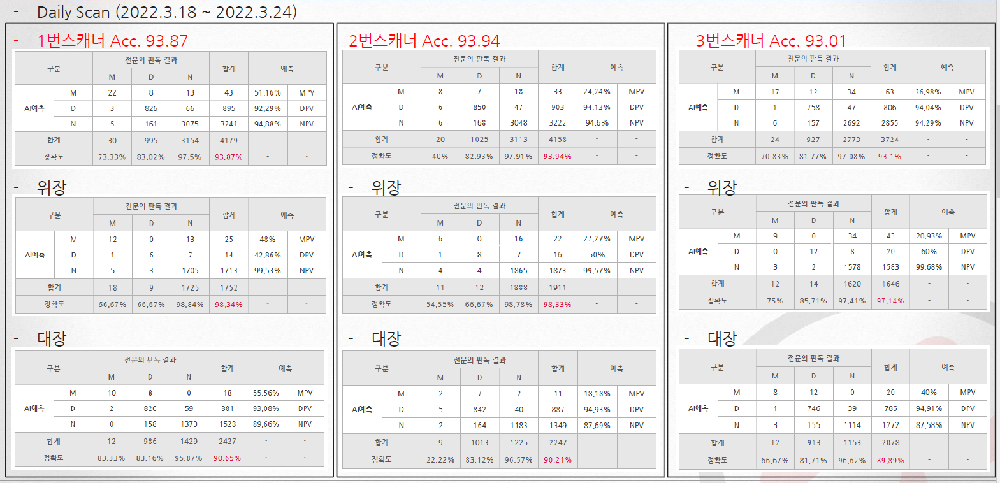 - Daily Scan (2022.3.18 ~ 2022.3.24)
- 1번스캐너 Acc. 93.87
구분 전문의 판독 결과 합계 예측
M D N
AI예측 M 22 8 13 43 51,16% MPV
D 3 826 66 895 92,29% DPV
N 5 161 3075 3241 94,88% NPV
합계 30 995 3154 4179 - -
정확도 73,33% 83,02% 97,5% 93,87% - -
- 위장
구분 전문의 판독 결과 합계 예측
M D N
AI예측 M 12 0 13 25 48% MPV
D 1 6 7 14 42,86% DPV
N 5 3 1705 1713 99,53% NPV
합계 18 9 1725 1752 - -
정확도 66,67% 66,67% 98,84% 98,34% - -
- 대장
구분 전문의 판독 결과 합계 예측
M D N
AI예측 M 10 8 0 18 55,56% MPV
D 2 820 59 881 93,08% DPV
N 0 158 1370 1528 89,66% NPV
합계 12 986 1429 2427 - -
정확도 83,33% 83,16% 95,87% 90,65% - -
2번스캐너 Acc. 93.94
구분 전문의 판독 결과 합계 예측
M D N
AI예측 M 8 7 18 33 24,24% MPV
D 6 850 47 903 94,13% DPV
N 6 168 3048 3222 94,6% NPV
합계 20 1025 3113 4158 - -
정확도 40% 82,93% 97,91% 93,94% - -
- 위장
구분 전문의 판독 결과 합계 예측
M D N
AI예측 M 6 0 16 22 27,27% MPV
D 1 8 7 16 50% DPV
N 4 4 1865 1873 99,57% NPV
합계 11 12 1888 1911 - -
정확도 54,55% 66,67% 98,78% 98,33% - -
- 대장
구분 전문의 판독 결과 합계 예측
M D N
AI예측 M 2 7 2 11 18,18% MPV
D 5 842 40 887 94,93% DPV
N 2 164 1183 1349 87,69% NPV
합계 9 1013 1225 2247 - -
정확도 22,22% 83,12% 96,57% 90,21% - -
3번스캐너 Acc. 93.01
구분 전문의 판독 결과 합계 예측
M D N
AI예측 M 17 12 34 63 26,98% MPV
D 1 758 47 806 94,04% DPV
N 6 157 2692 2855 94,29% NPV
합계 24 927 2773 3724 - -
정확도 70,83% 81,77% 97,08% 93,1% - -
- 위장
구분 전문의 판독 결과 합계 예측
M D N
AI예측 M 9 0 34 43 20,93% MPV
D 0 12 8 20 60% DPV
N 3 2 1578 1583 99,68% NPV
합계 12 14 1620 1646 - -
정확도 75% 85,71% 97,41% 97,14% - -
- 대장
구분 전문의 판독 결과 합계 예측
M D N
AI예측 M 8 12 0 20 40% MPV
D 1 746 39 786 94,91% DPV
N 3 155 1114 1272 87,58% NPV
합계 12 913 1153 2078 - -
정확도 66,67% 81,71% 96,62% 89,89% - -